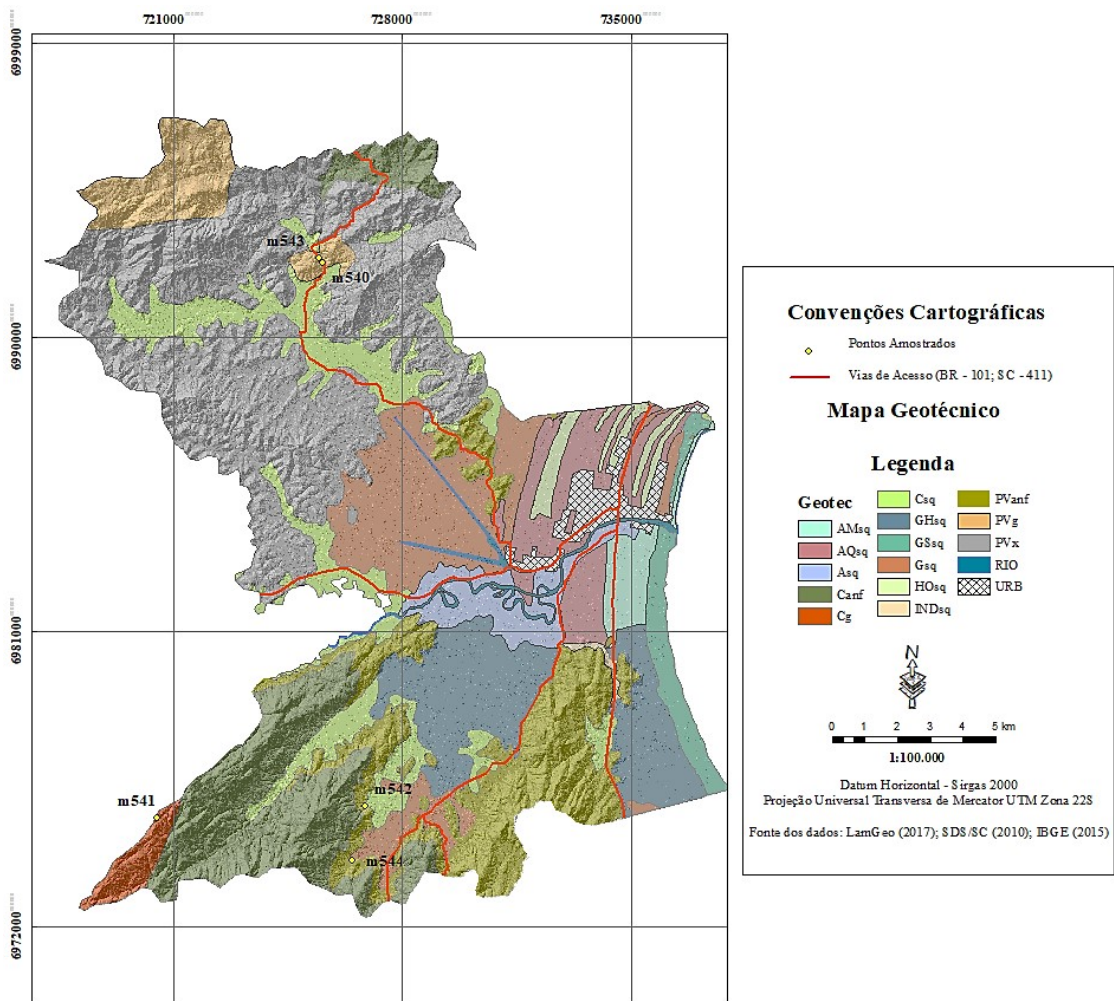 721000 728000 735000
6999000
m543
m540
6990000
6981000
m542
m541
m544
6972000
Convenções Cartográficas
Pontos Amostrados
Vias de Acesso (BR - 101; SC - 411)
Mapa Geotécnico
Legenda
Geotec
AMsq
AQsq
Asq
Canf
Cg
Csq
GHsq
GSsq
Gsq
HOsq
INDsq
PVanf
PVg
PVx
RIO
URB
N
0 1 2 3 4 5 km
1:100.000
Datum Horizontal - Sirgas 2000
Projeção Universal Transversa de Mercator UTM Zona 22S
Fonte dos dados: LamGeo (2017); SDS/SC (2010); IBGE (2015)